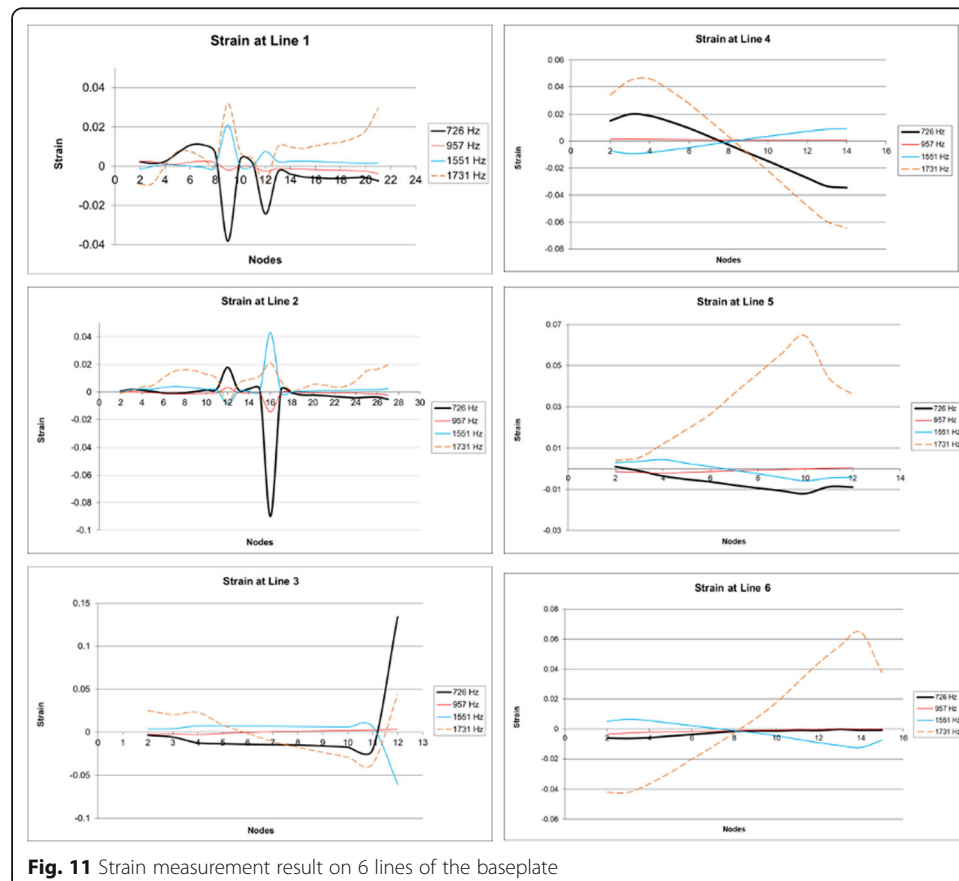 Strain at Line 1
0.04
0.02
0
-0.02
-0.04
0 2 4 6 8 10 12 14 16 18 20 22 24
Strain
Nodes
726 Hz
957 Hz
1551 Hz
1731 Hz
Strain at Line 4
0.06
0.04
0.02
0
-0.02
-0.04
-0.06
-0.08
0 2 4 6 8 10 12 14 16
Strain
Nodes
726 Hz
957 Hz
1551 Hz
1731 Hz
Strain at Line 2
0.04
0.02
0
-0.02
-0.04
-0.06
-0.08
-0.1
0 2 4 6 8 10 12 14 16 18 20 22 24 26 28 30
Strain
Nodes
726 Hz
957 Hz
1551 Hz
1731 Hz
Strain at Line 5
0.07
0.05
0.03
0.01
-0.01
-0.03
0 2 4 6 8 10 12 14
Strain
Nodes
726 Hz
957 Hz
1551 Hz
1731 Hz
Strain at Line 3
0.15
0.1
0.05
0
-0.05
-0.1
0 1 2 3 4 5 6 7 8 9 10 11 12 13
Strain
Nodes
726 Hz
957 Hz
1551 Hz
1731 Hz
Strain at Line 6
0.08
0.06
0.04
0.02
0
-0.02
-0.04
-0.06
0 2 4 6 8 10 12 14 16
Strain
Nodes
726 Hz
957 Hz
1551 Hz
1731 Hz
Fig. 11 Strain measurement result on 6 lines of the baseplate